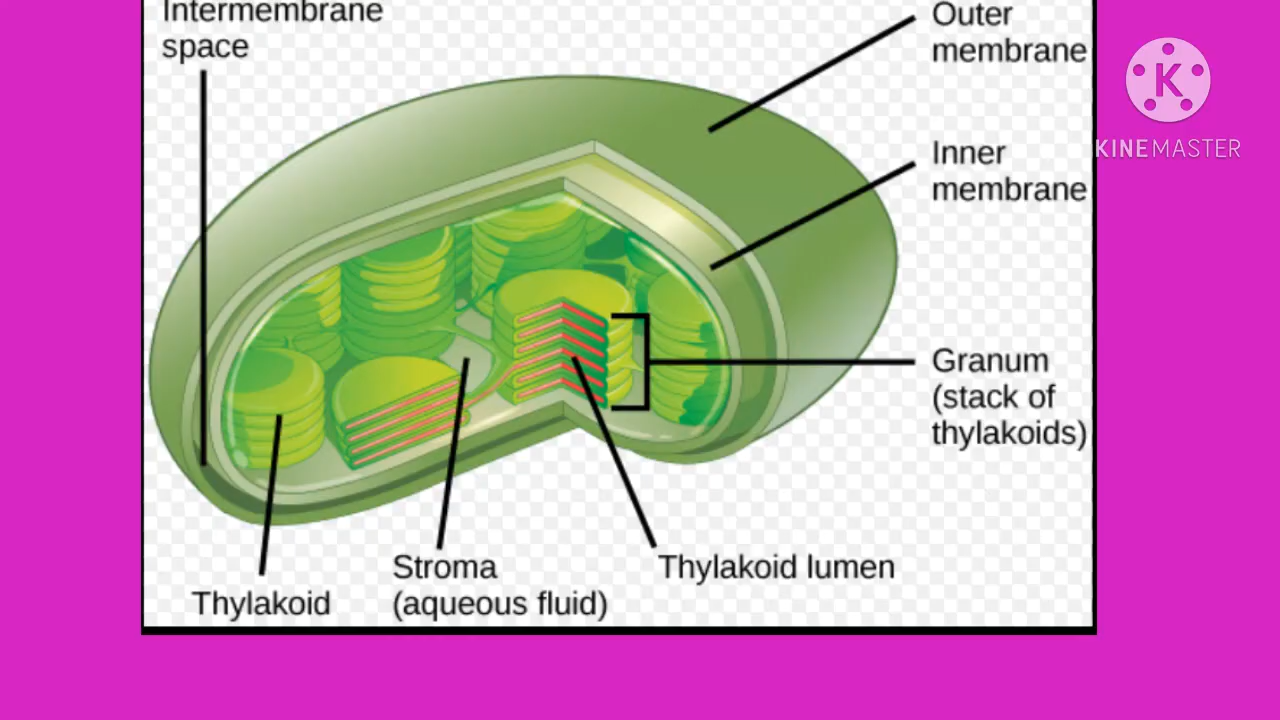 Intermembrane
space
Outer
membrane
K
KINEMASTER
Inner
membrane
Granum
(stack of
thylakoids)
Stroma
(aqueous fluid)
Thylakoid lumen
Thylakoid